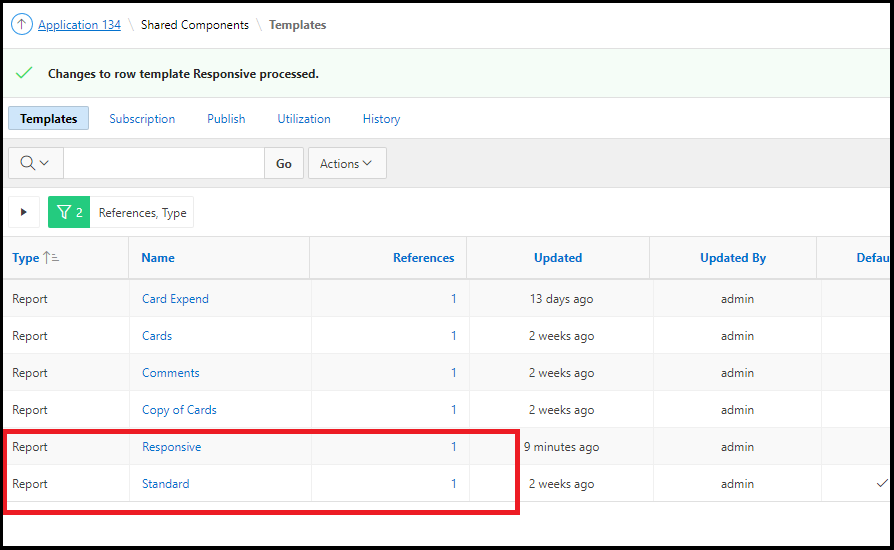 Application 134 \ Shared Components \ Templates
Changes to row template Responsive processed.
Templates Subscription Publish Utilization History
Go Actions
2 References, Type
Type Name References Updated Updated By Defau
Report Card Expend 1 13 days ago admin
Report Cards 1 2 weeks ago admin
Report Comments 1 2 weeks ago admin
Report Copy of Cards 1 2 weeks ago admin
Report Responsive 1 9 minutes ago admin
Report Standard 1 2 weeks ago admin